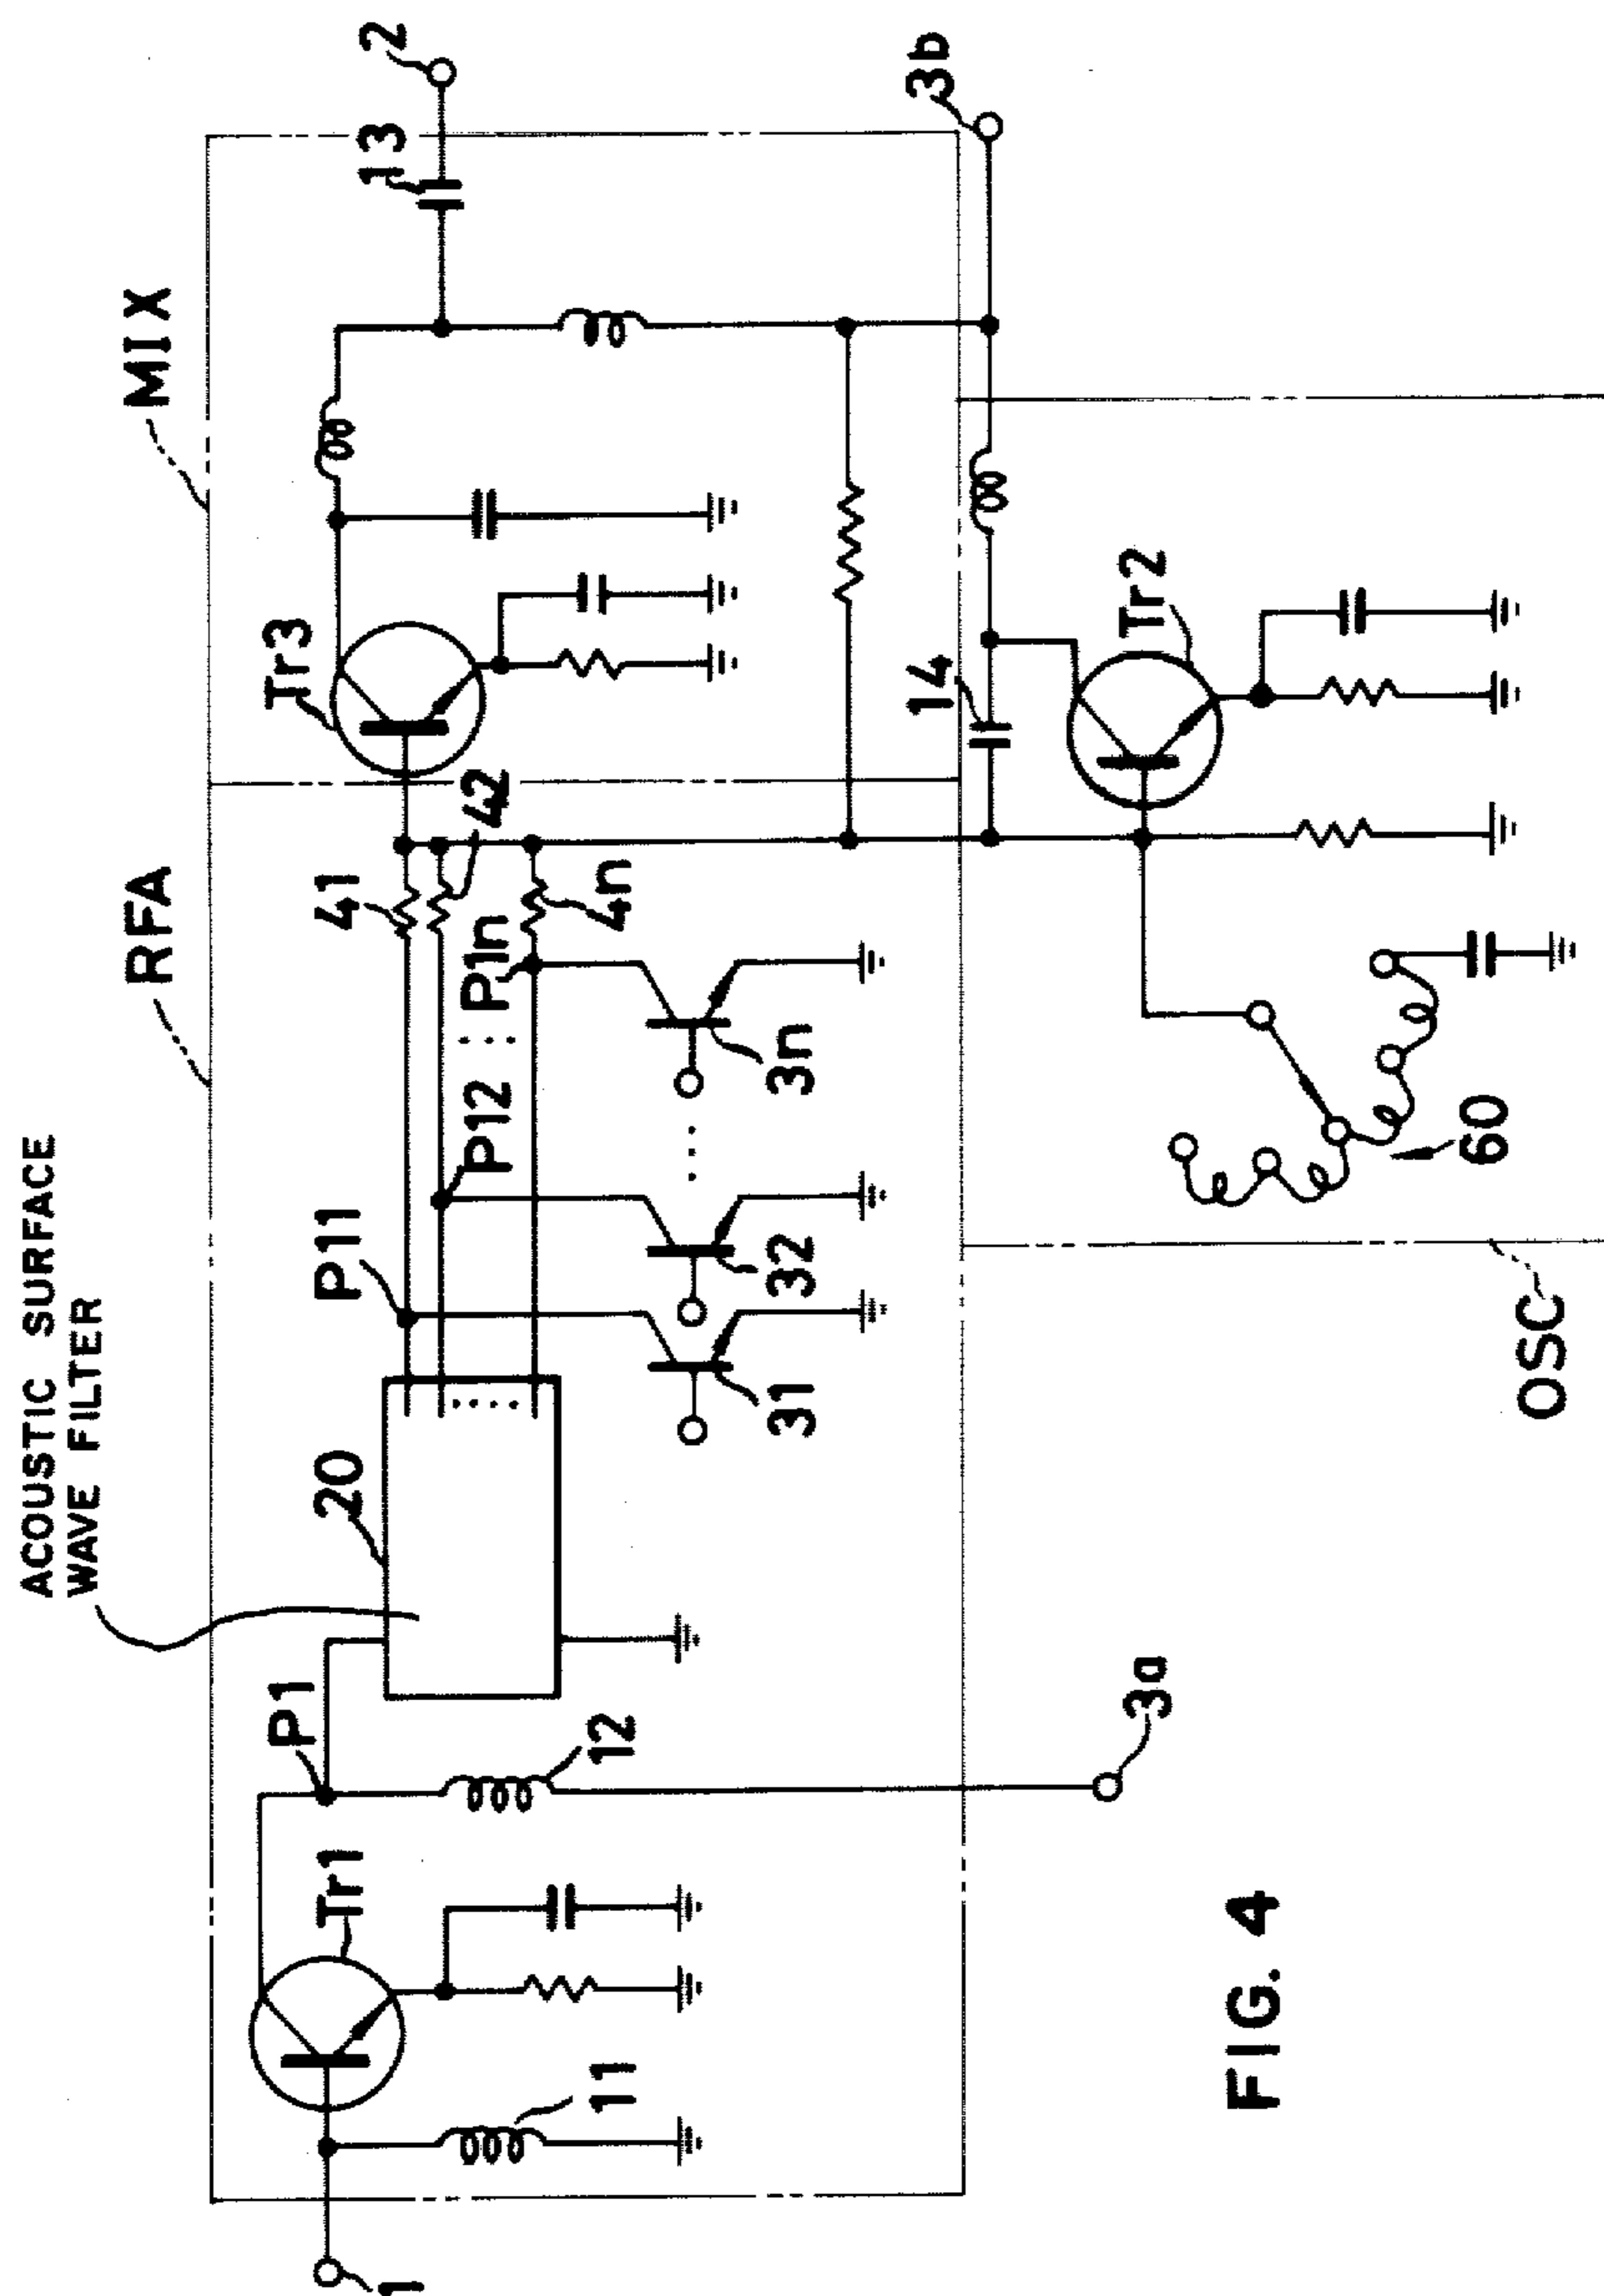 ACOUSTIC SURFACE
WAVE FILTER
RFA
MIX
1
11
Tr1
P1
12
3a
20
P11
P12
P1n
31
32
3n
41
42
4n
Tr3
13
2
3b
14
Tr2
60
OSC
FIG. 4